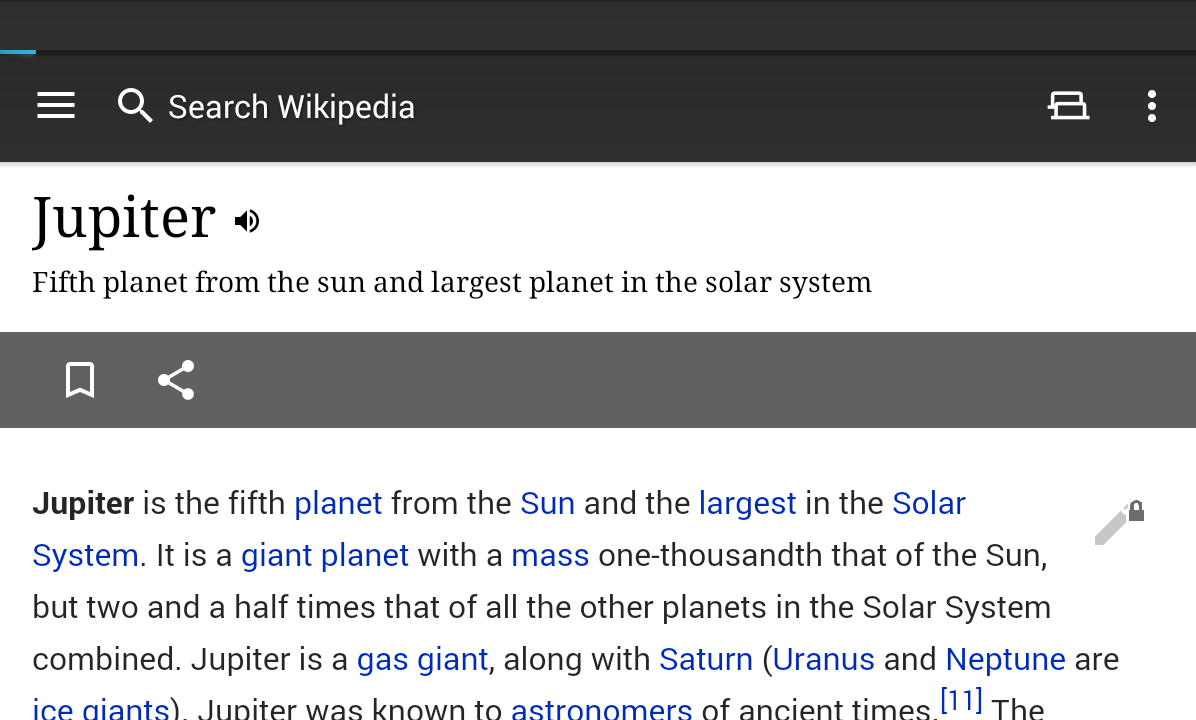 Search Wikipedia
Jupiter
Fifth planet from the sun and largest planet in the solar system
Jupiter is the fifth planet from the Sun and the largest in the Solar
System. It is a giant planet with a mass one-thousandth that of the Sun,
but two and a half times that of all the other planets in the Solar System
combined. Jupiter is a gas giant, along with Saturn (Uranus and Neptune are
ice giants). Jupiter was known to astronomers of ancient times.[11] The